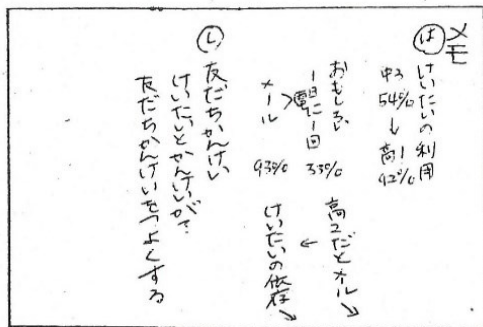 メモ
は けいたいの利用
中3 54% → 高1 92%
おもしろい
1日に1回 電 33%
メール 93%
高2だとメール↘
↓
けいたいの依存↘
し 友だちかんけい
けいたいとかんけいが?
友だちかんけいをつよくする